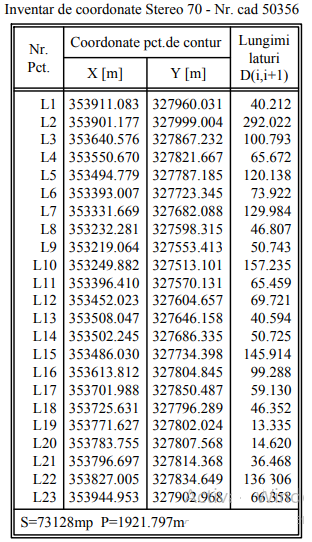 Inventar de coordonate Stereo 70 - Nr. cad 50356
Nr. Pct. Coordonate pct.de contur Lungimi laturi D(i,i+1)
X [m] Y [m]
L1 353911.083 327960.031 40.212
L2 353901.177 327999.004 292.022
L3 353640.576 327867.232 100.793
L4 353550.670 327821.667 65.672
L5 353494.779 327787.185 120.138
L6 353393.007 327723.345 73.922
L7 353331.669 327682.088 129.984
L8 353232.281 327598.315 46.807
L9 353219.064 327553.413 50.743
L10 353249.882 327513.101 157.235
L11 353396.410 327570.131 65.459
L12 353452.023 327604.657 69.721
L13 353508.047 327646.158 40.594
L14 353502.245 327686.335 50.725
L15 353486.030 327734.398 145.914
L16 353613.812 327804.845 99.288
L17 353701.988 327850.487 59.130
L18 353725.631 327796.289 46.352
L19 353771.627 327802.024 13.335
L20 353783.755 327807.568 14.620
L21 353796.697 327814.368 36.468
L22 353827.005 327834.649 136 306
L23 353944.953 327902.968 66.358
S=73128mp P=1921.797m